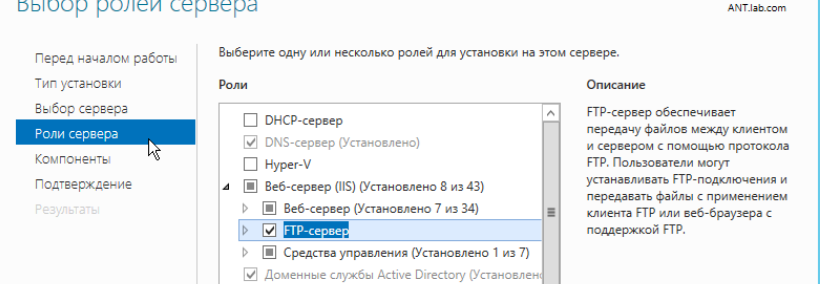 Выбор ролей сервера
ANT.lab.com
Перед началом работы
Тип установки
Выбор сервера
Роли сервера
Компоненты
Подтверждение
Результаты
Выберите одну или несколько ролей для установки на этом сервере.
Роли
DHCP-сервер
DNS-сервер (Установлено)
Hyper-V
Веб-сервер (IIS) (Установлено 8 из 43)
Веб-сервер (Установлено 7 из 34)
FTP-сервер
Средства управления (Установлено 1 из 7)
Доменные службы Active Directory (Установлено
Описание
FTP-сервер обеспечивает
передачу файлов между клиентом
и сервером с помощью протокола
FTP. Пользователи могут
устанавливать FTP-подключения и
передавать файлы с применением
клиента FTP или веб-браузера с
поддержкой FTP.